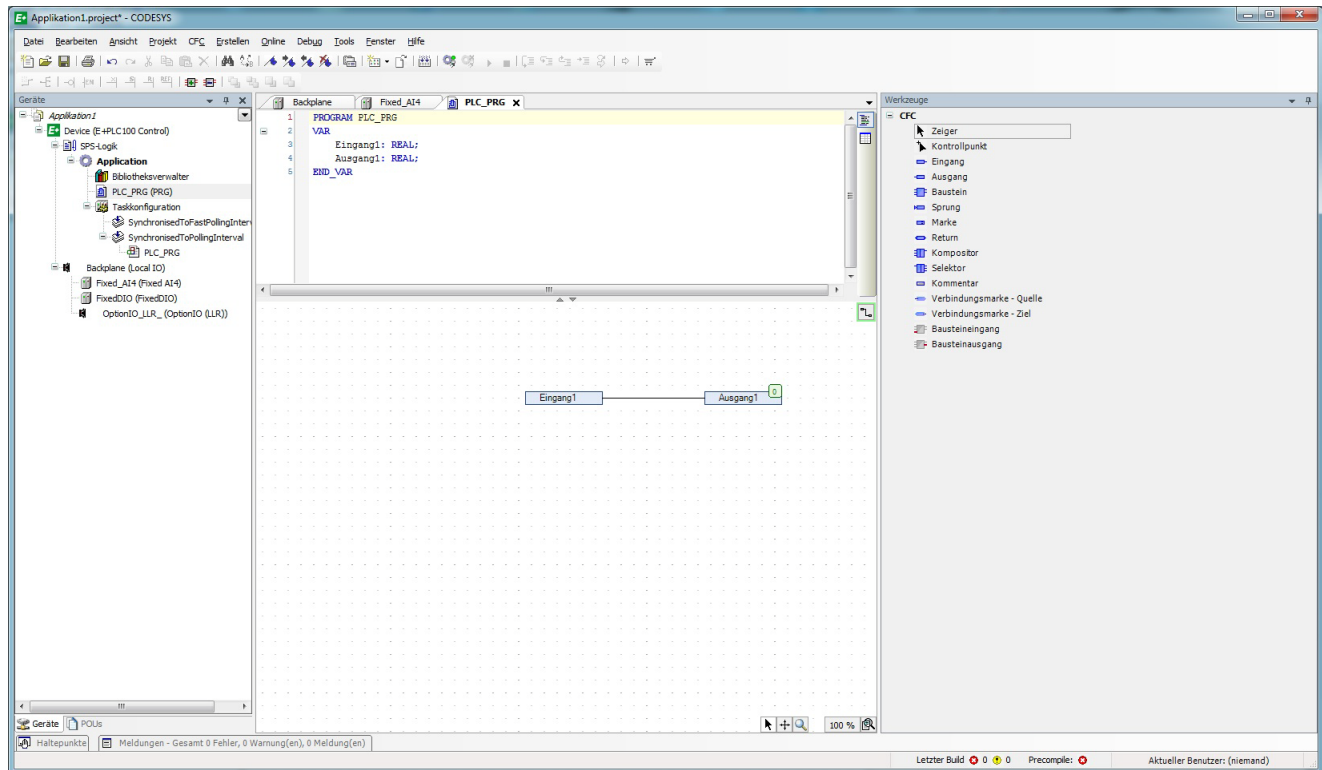 Applikation1.project* - CODESYS
Datei Bearbeiten Ansicht Projekt CFC Erstellen Online Debug Tools Fenster Hilfe
Geräte
Applikation1
Device (E+PLC100 Control)
SPS-Logik
Application
Bibliotheksverwalter
PLC_PRG (PRG)
Taskkonfiguration
SynchronisedToFastPollingInterv
SynchronisedToPollingInterval
PLC_PRG
Backplane (Local IO)
Fixed_AI4 (Fixed AI4)
FixedDIO (FixedDIO)
OptionIO_LLR_ (OptionIO (LLR))
Geräte POUs
Backplane Fixed_AI4 PLC_PRG
1 PROGRAM PLC_PRG
2 VAR
3 Eingang1: REAL;
4 Ausgang1: REAL;
5 END_VAR
Eingang1 Ausgang1 0
100 %
Werkzeuge
CFC
Zeiger
Kontrollpunkt
Eingang
Ausgang
Baustein
Sprung
Marke
Return
Kompositor
Selektor
Kommentar
Verbindungsmarke - Quelle
Verbindungsmarke - Ziel
Bausteineingang
Bausteinausgang
Haltepunkte Meldungen - Gesamt 0 Fehler, 0 Warnung(en), 0 Meldung(en)
Letzter Build 0 0 Precompile: Aktueller Benutzer: (niemand)